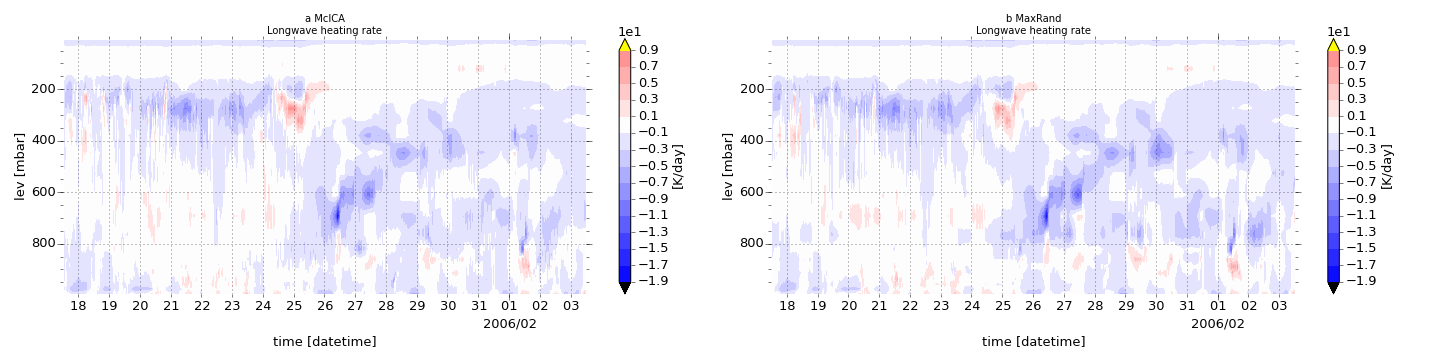 a McICA
Longwave heating rate
1e1
0.9
0.7
0.5
0.3
0.1
−0.1
−0.3
−0.5
−0.7
−0.9
−1.1
−1.3
−1.5
−1.7
−1.9
[K/day]
lev [mbar]
200
400
600
800
18 19 20 21 22 23 24 25 26 27 28 29 30 01 02 03
2006/02
time [datetime]
b MaxRand
Longwave heating rate
1e1
0.9
0.7
0.5
0.3
0.1
−0.1
−0.3
−0.5
−0.7
−0.9
−1.1
−1.3
−1.5
−1.7
−1.9
[K/day]
lev [mbar]
200
400
600
800
18 19 20 21 22 23 24 25 26 27 28 29 30 31 01 02 03
2006/02
time [datetime]